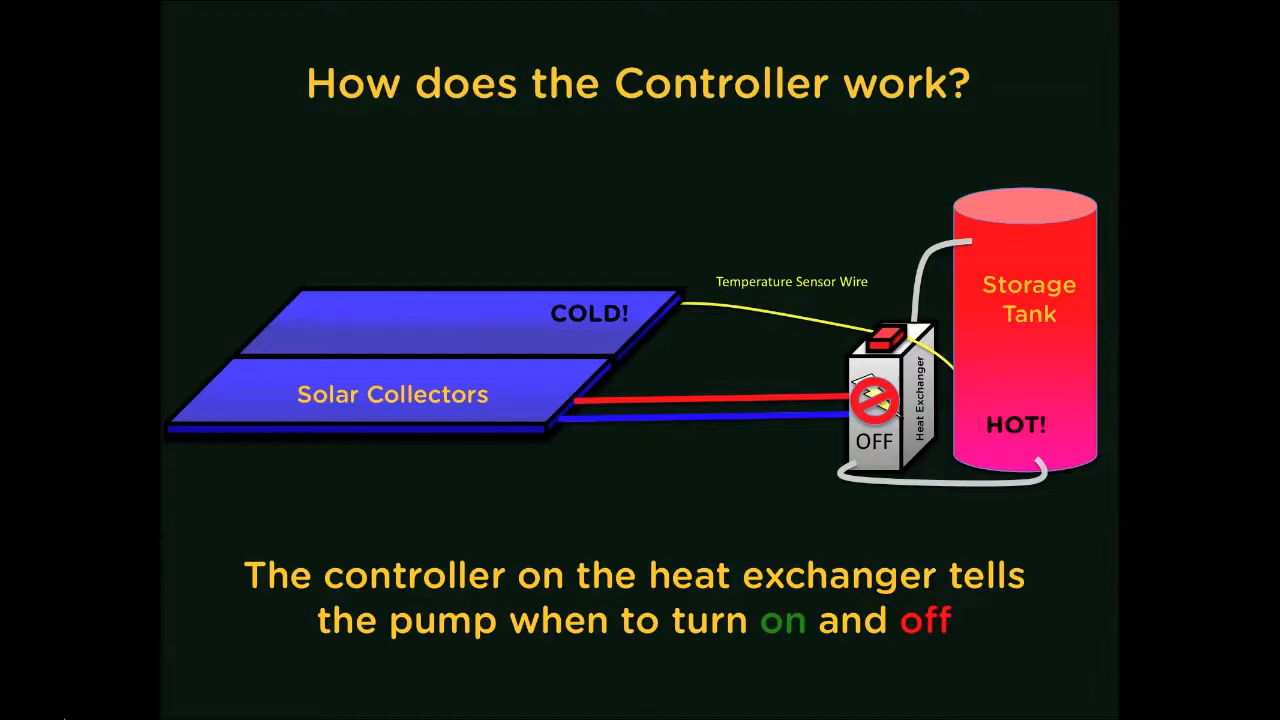 How does the Controller work?
Temperature Sensor Wire
COLD!
Storage
Tank
Solar Collectors
Heat Exchanger
HOT!
OFF
The controller on the heat exchanger tells
the pump when to turn on and off